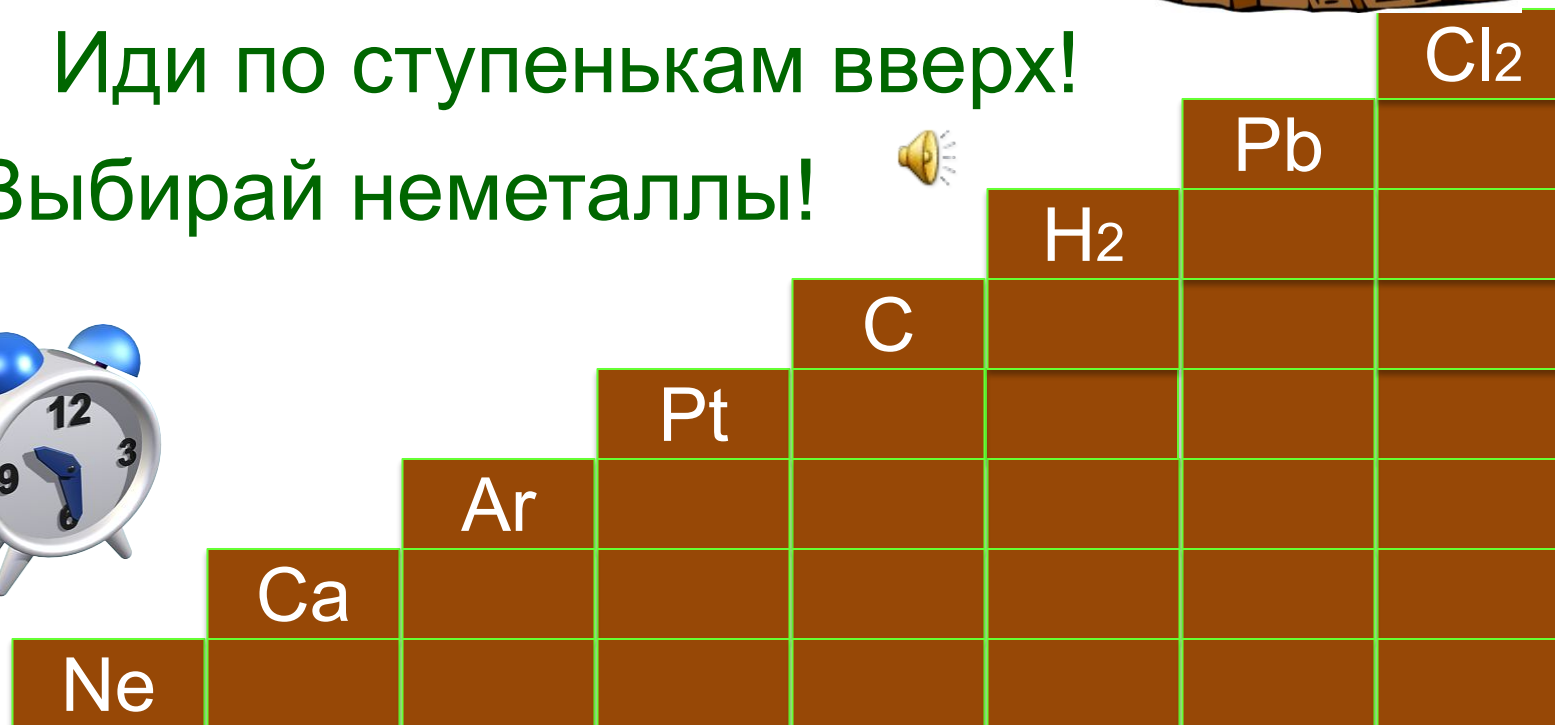 Иди по ступенькам вверх!
Выбирай неметаллы!
Cl2
Pb
H2
C
Pt
Ar
Ca
Ne
12
3
6
9